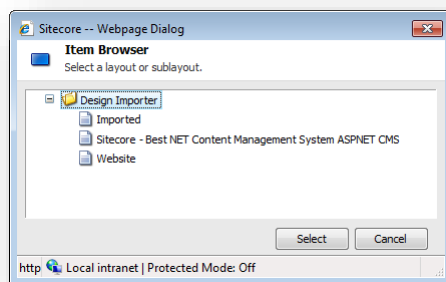 Sitecore -- Webpage Dialog
Item Browser
Select a layout or sublayout.
Design Importer
Imported
Sitecore - Best NET Content Management System ASPNET CMS
Website
Select Cancel
http Local intranet | Protected Mode: Off